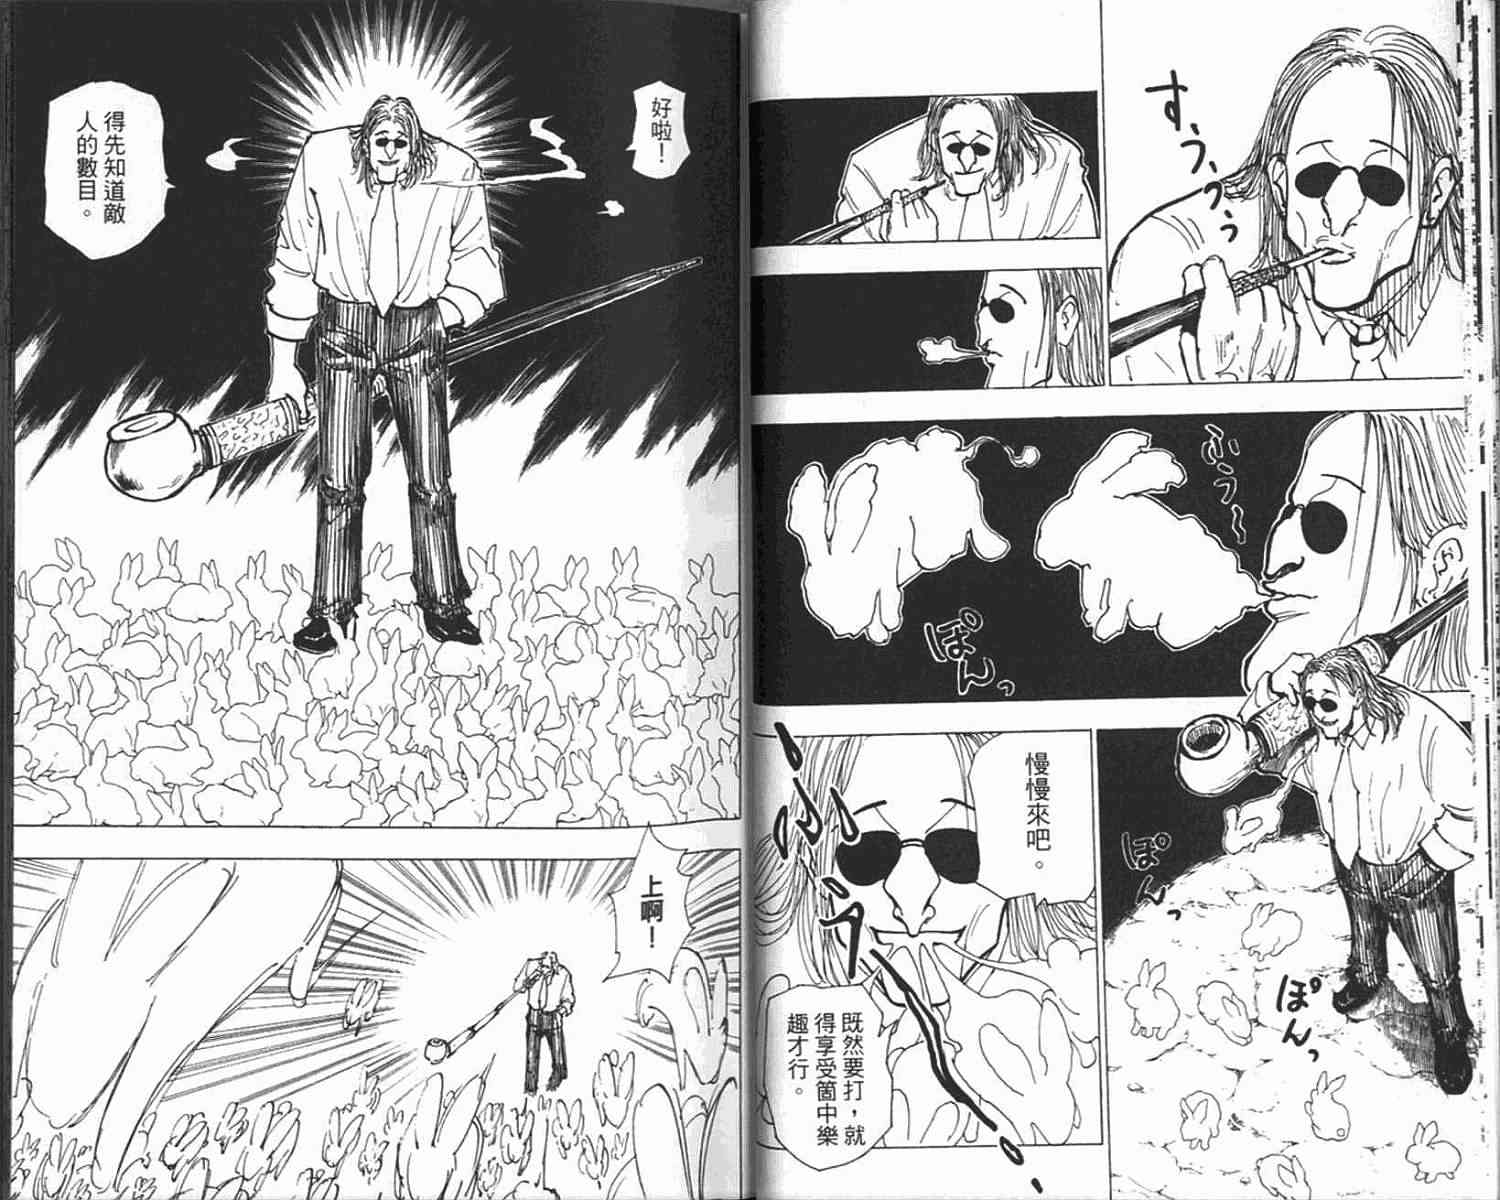 すぅ、ぅぅ
ふぅ〜
ぽんっ
ぽんっ
ぽんっ
慢慢來吧。
ふぅ
既然要打，就
得享受箇中樂
趣才行。
好啦！
得先知道敵
人的數目。
上啊！